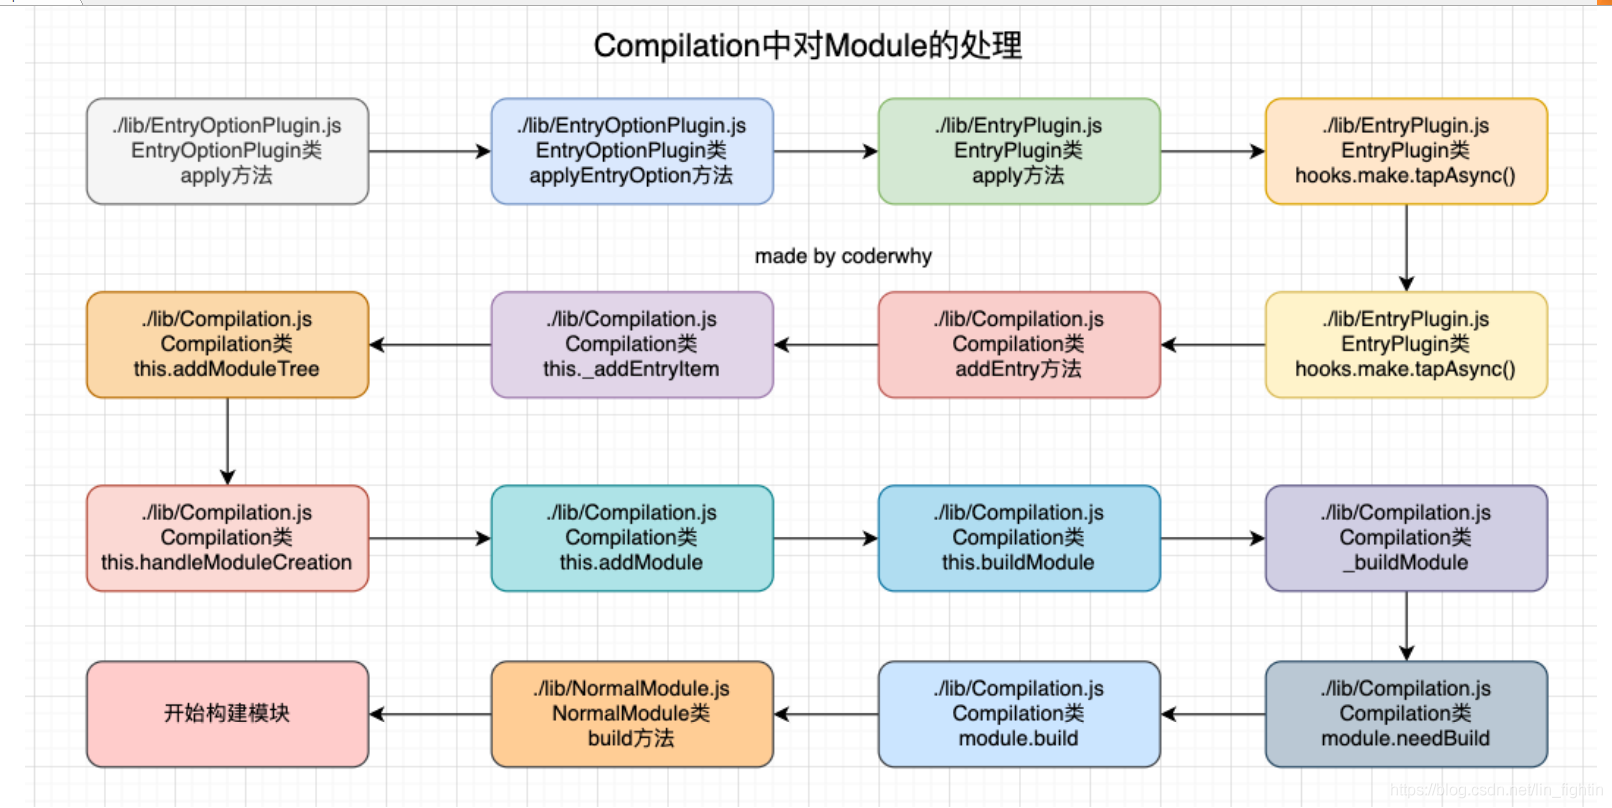 Compilation中对Module的处理
./lib/EntryOptionPlugin.js
EntryOptionPlugin类
apply方法
./lib/EntryOptionPlugin.js
EntryOptionPlugin类
applyEntryOption方法
./lib/EntryPlugin.js
EntryPlugin类
apply方法
./lib/EntryPlugin.js
EntryPlugin类
hooks.make.tapAsync()
made by coderwhy
./lib/EntryPlugin.js
EntryPlugin类
hooks.make.tapAsync()
./lib/Compilation.js
Compilation类
addEntry方法
./lib/Compilation.js
Compilation类
this._addEntryItem
./lib/Compilation.js
Compilation类
this.addModuleTree
./lib/Compilation.js
Compilation类
this.handleModuleCreation
./lib/Compilation.js
Compilation类
this.addModule
./lib/Compilation.js
Compilation类
this.buildModule
./lib/Compilation.js
Compilation类
_buildModule
./lib/Compilation.js
Compilation类
module.needBuild
./lib/Compilation.js
Compilation类
module.build
./lib/NormalModule.js
NormalModule类
build方法
开始构建模块
https://blog.csdn.net/lin_fightin